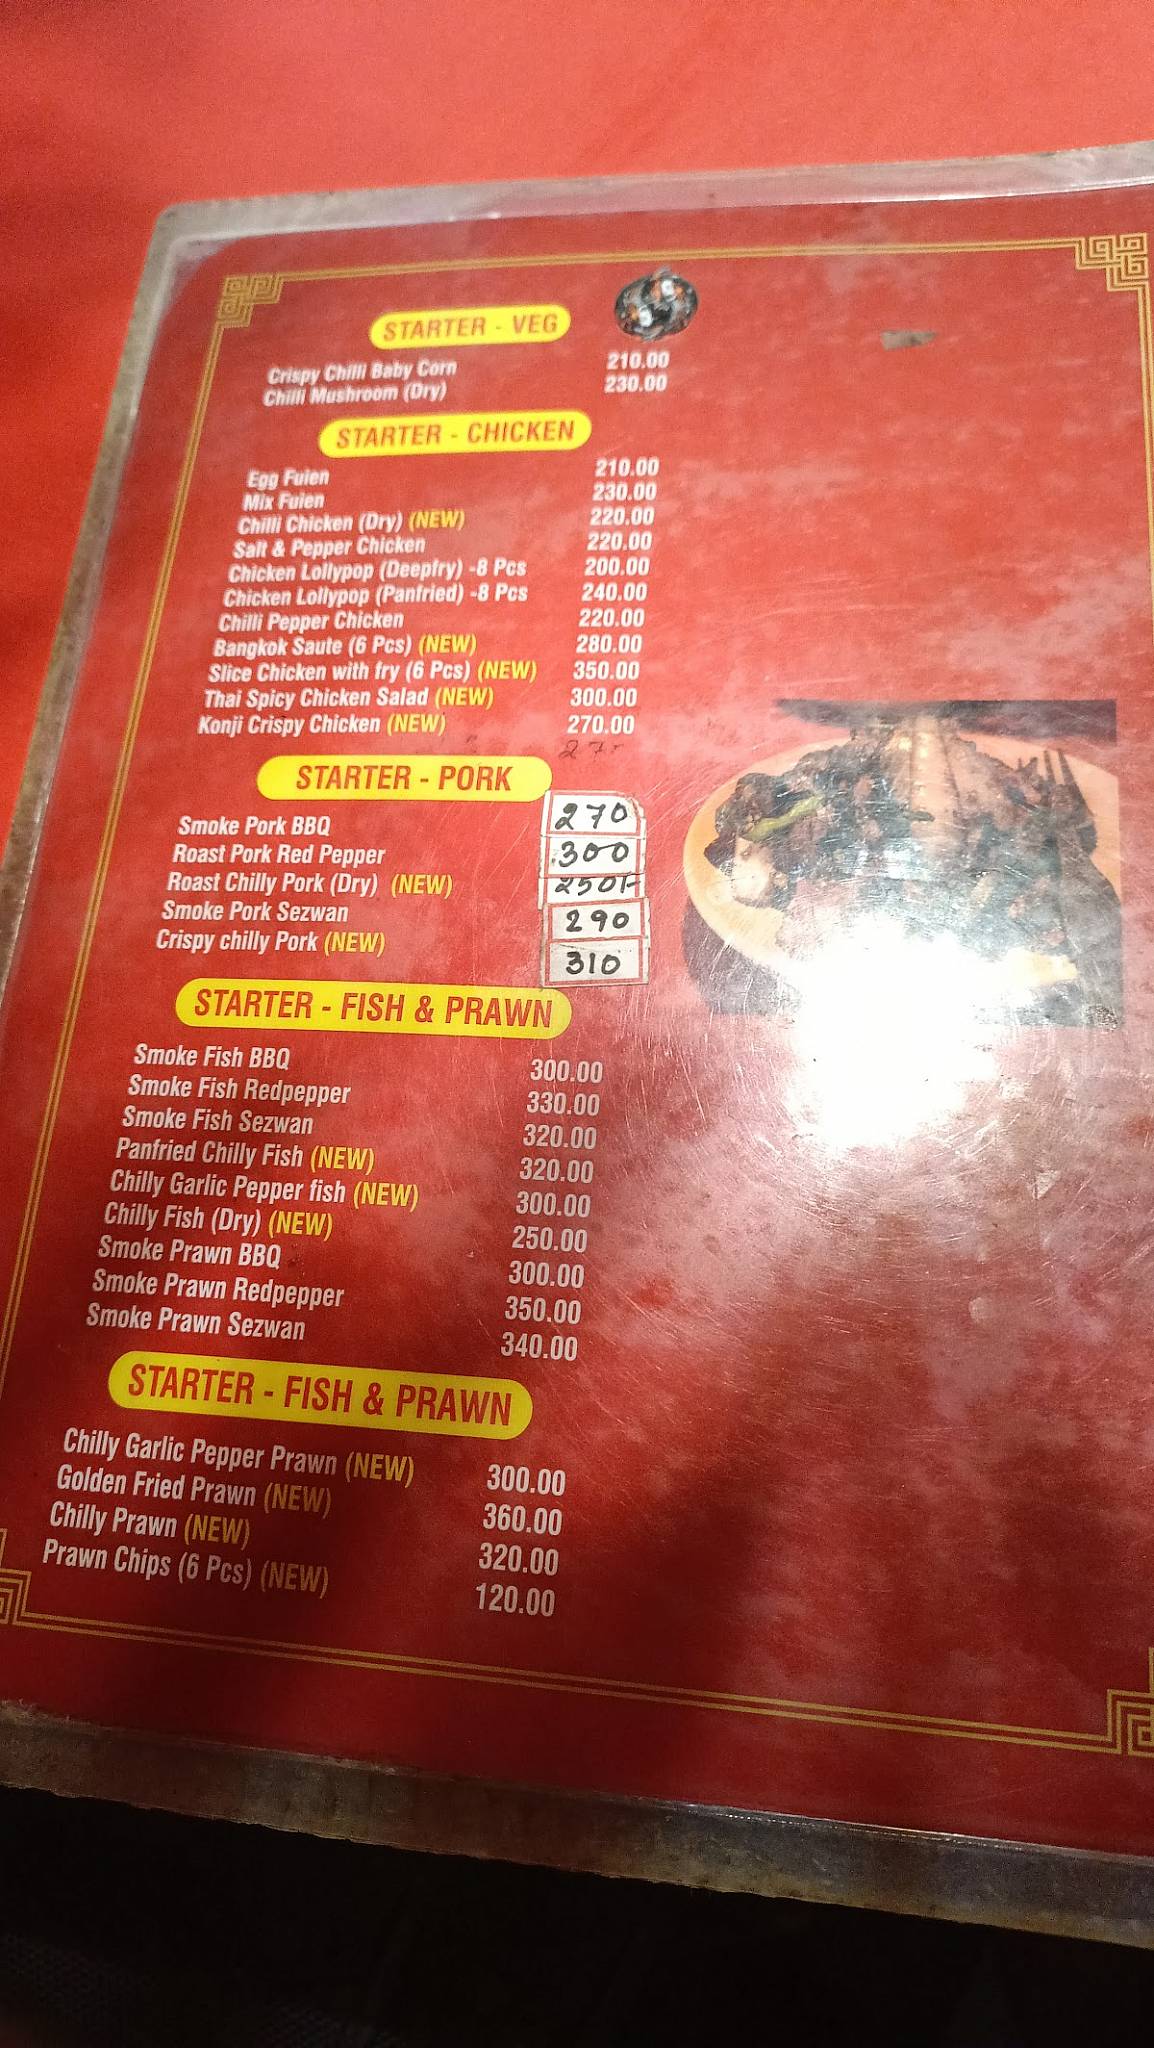 STARTER - VEG
Crispy Chilli Baby Corn 210.00
Chilli Mushroom (Dry) 230.00
STARTER - CHICKEN
Egg Fuien 210.00
Mix Fuien 230.00
Chilli Chicken (Dry) (NEW) 220.00
Salt & Pepper Chicken 220.00
Chicken Lollypop (Deepfry) -8 Pcs 200.00
Chicken Lollypop (Panfried) -8 Pcs 240.00
Chilli Pepper Chicken 220.00
Bangkok Saute (6 Pcs) (NEW) 280.00
Slice Chicken with fry (6 Pcs) (NEW) 350.00
Thai Spicy Chicken Salad (NEW) 300.00
Konji Crispy Chicken (NEW) 270.00
STARTER - PORK
Smoke Pork BBQ 270
Roast Pork Red Pepper 300
Roast Chilly Pork (Dry) (NEW) 250/-
Smoke Pork Sezwan 290
Crispy chilly Pork (NEW) 310
STARTER - FISH & PRAWN
Smoke Fish BBQ 300.00
Smoke Fish Redpepper 330.00
Smoke Fish Sezwan 320.00
Panfried Chilly Fish (NEW) 320.00
Chilly Garlic Pepper fish (NEW) 300.00
Chilly Fish (Dry) (NEW) 250.00
Smoke Prawn BBQ 300.00
Smoke Prawn Redpepper 350.00
Smoke Prawn Sezwan 340.00
STARTER - FISH & PRAWN
Chilly Garlic Pepper Prawn (NEW) 300.00
Golden Fried Prawn (NEW) 360.00
Chilly Prawn (NEW) 320.00
Prawn Chips (6 Pcs) (NEW) 120.00